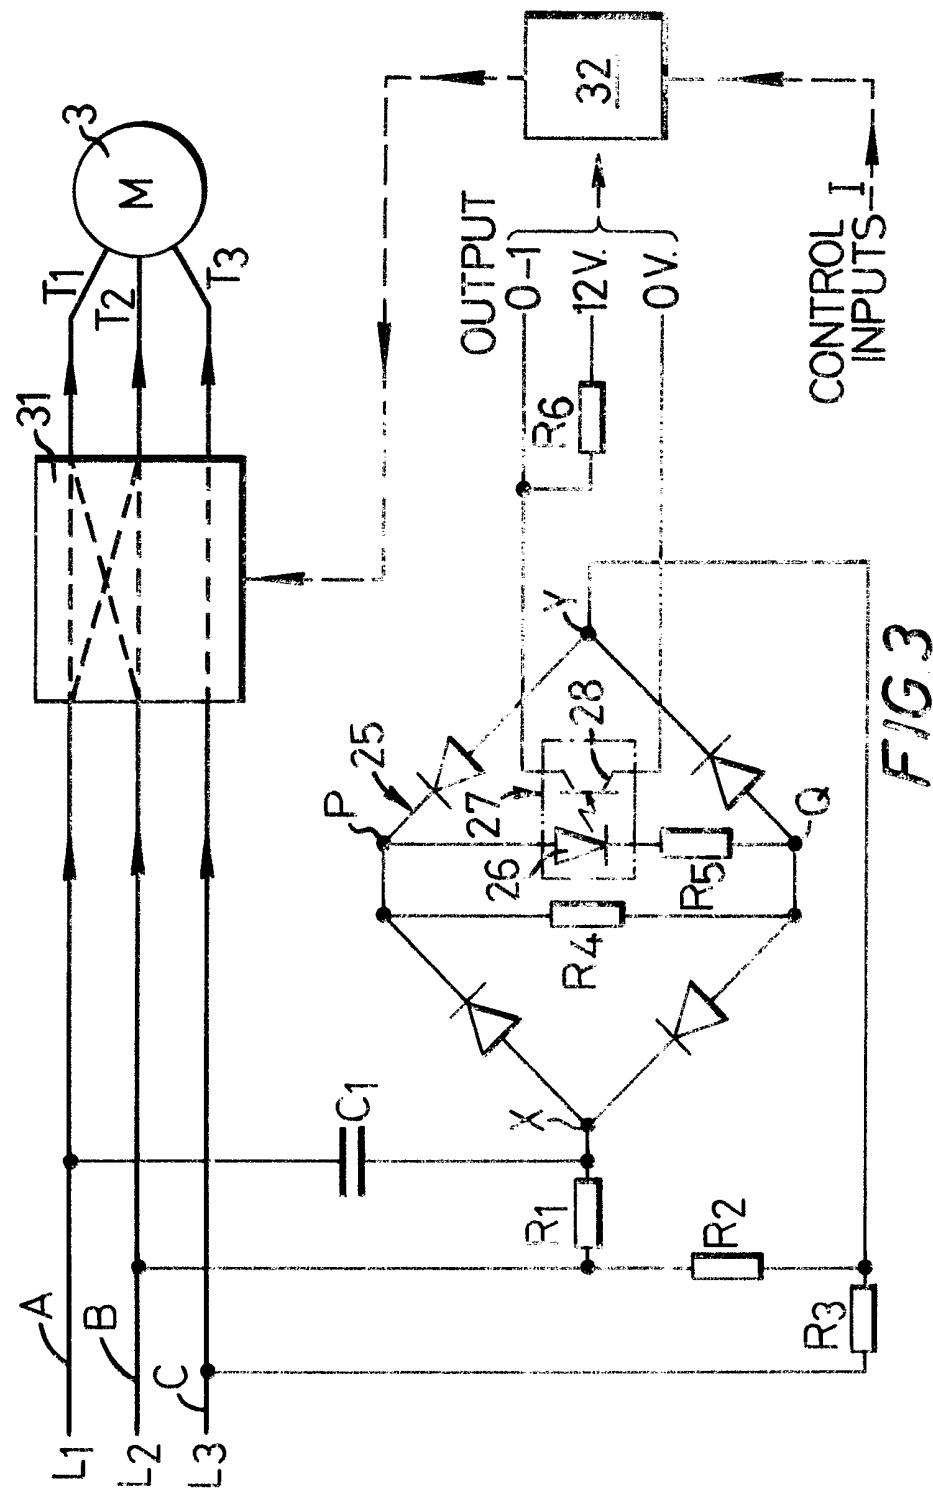 L1
L2
L3
A
B
C
31
T1
T2
T3
3
M
C1
R1
R2
R3
X
P
25
Y
Q
R4
R5
26
27
28
R6
OUTPUT
0-1
12V.
0V.
32
CONTROL
INPUTS I
FIG 3